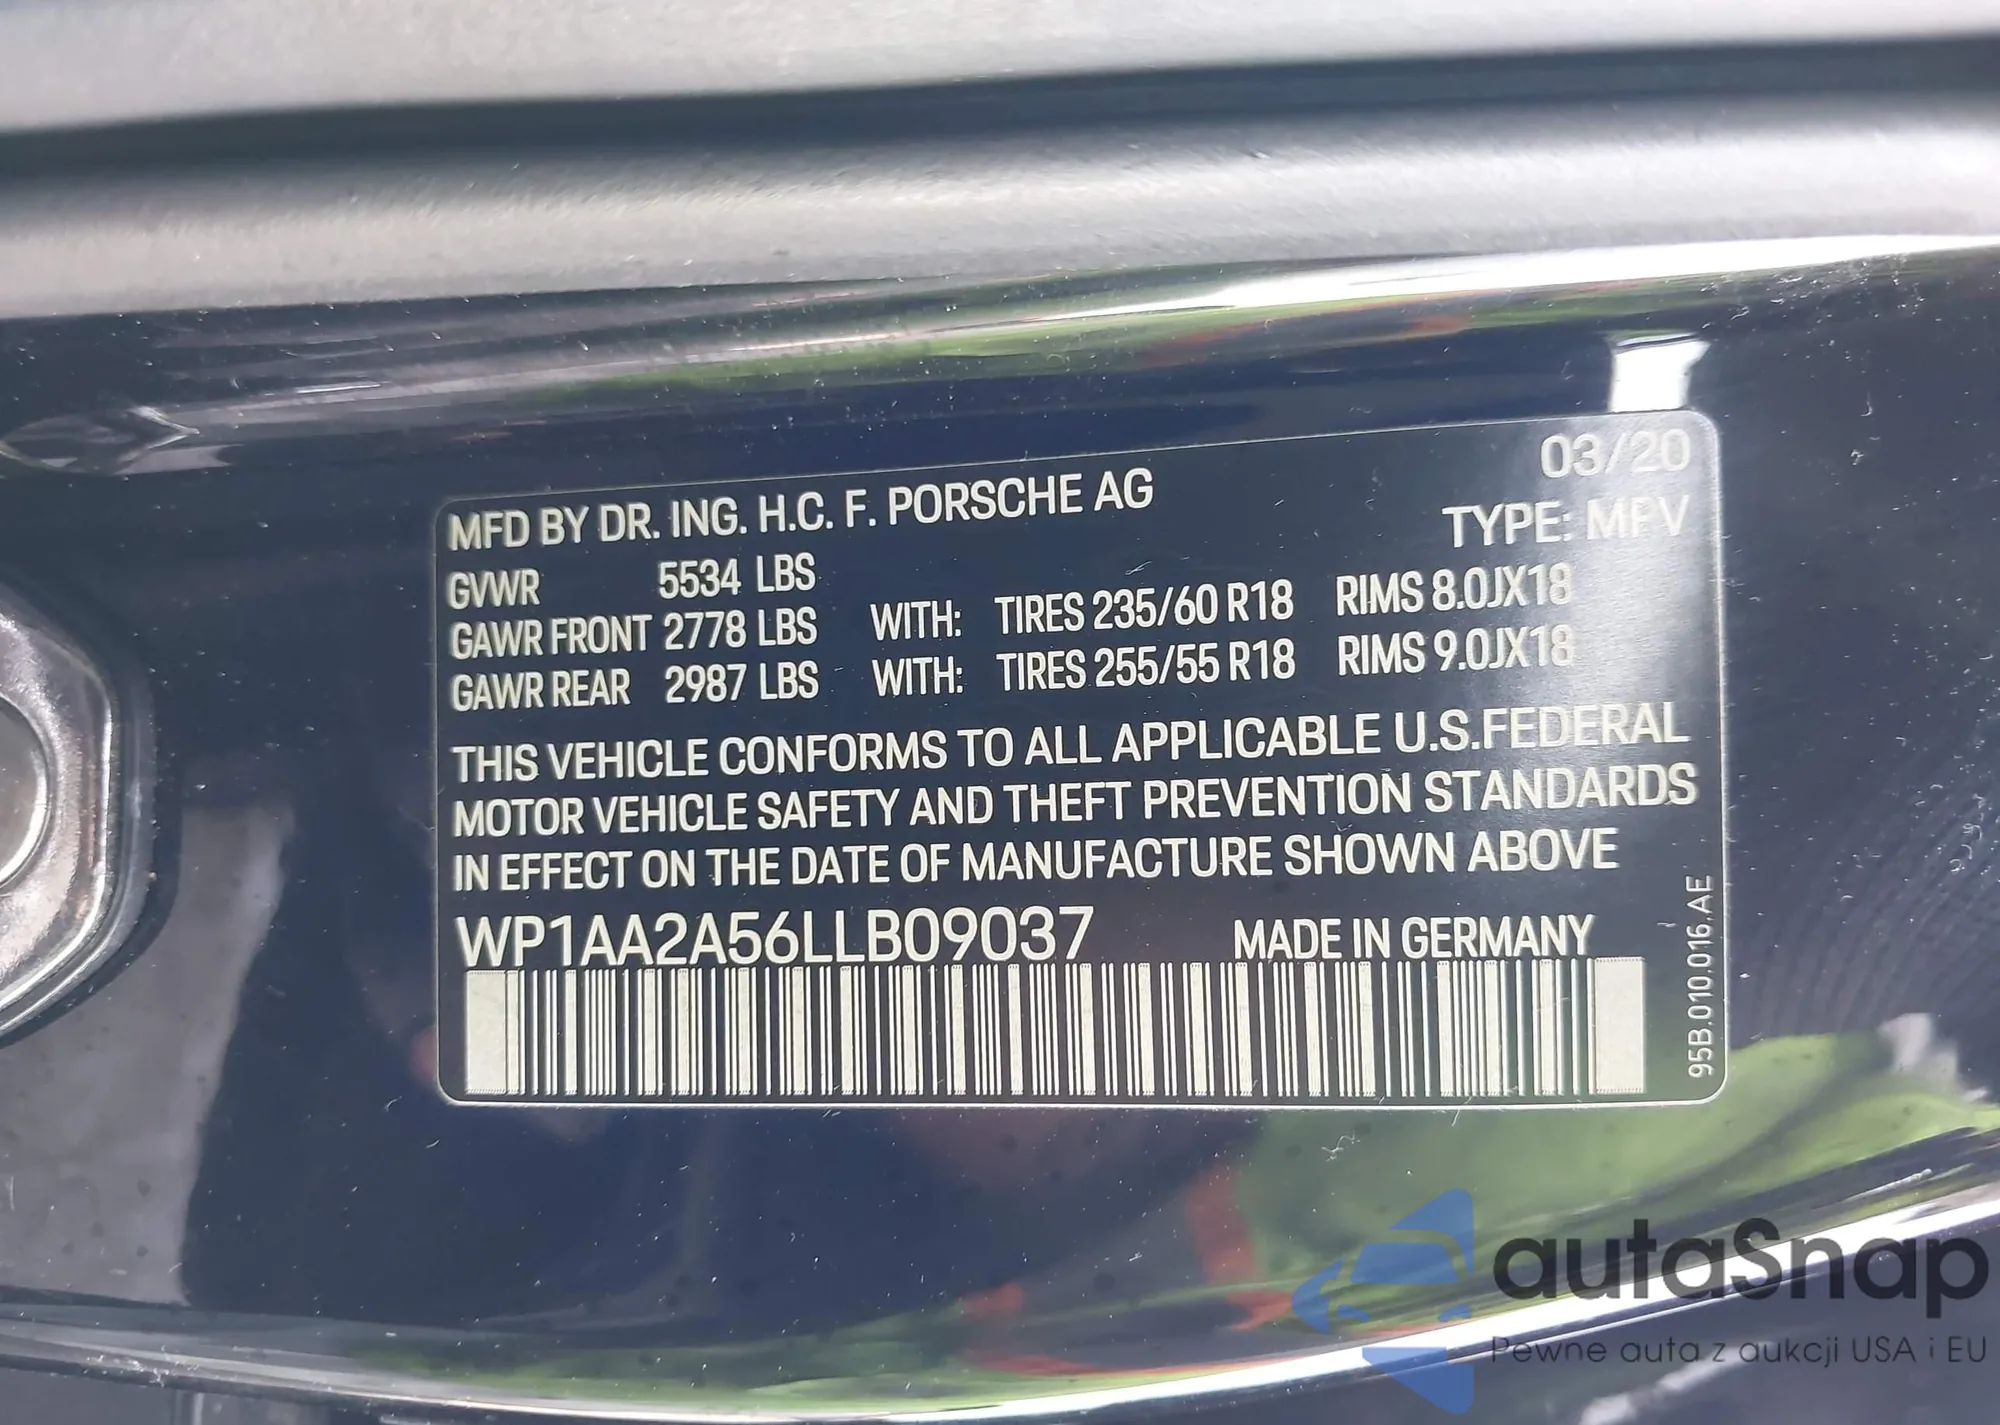 03/20
MFD BY DR. ING. H.C. F. PORSCHE AG
TYPE: MPV
GVWR 5534 LBS
GAWR FRONT 2778 LBS WITH: TIRES 235/60 R18 RIMS 8.0JX18
GAWR REAR 2987 LBS WITH: TIRES 255/55 R18 RIMS 9.0JX18
THIS VEHICLE CONFORMS TO ALL APPLICABLE U.S.FEDERAL
MOTOR VEHICLE SAFETY AND THEFT PREVENTION STANDARDS
IN EFFECT ON THE DATE OF MANUFACTURE SHOWN ABOVE
WP1AA2A56LLB09037 MADE IN GERMANY
95B.010.016.AE
autaSnap
Pewne auta z aukcji USA i EU